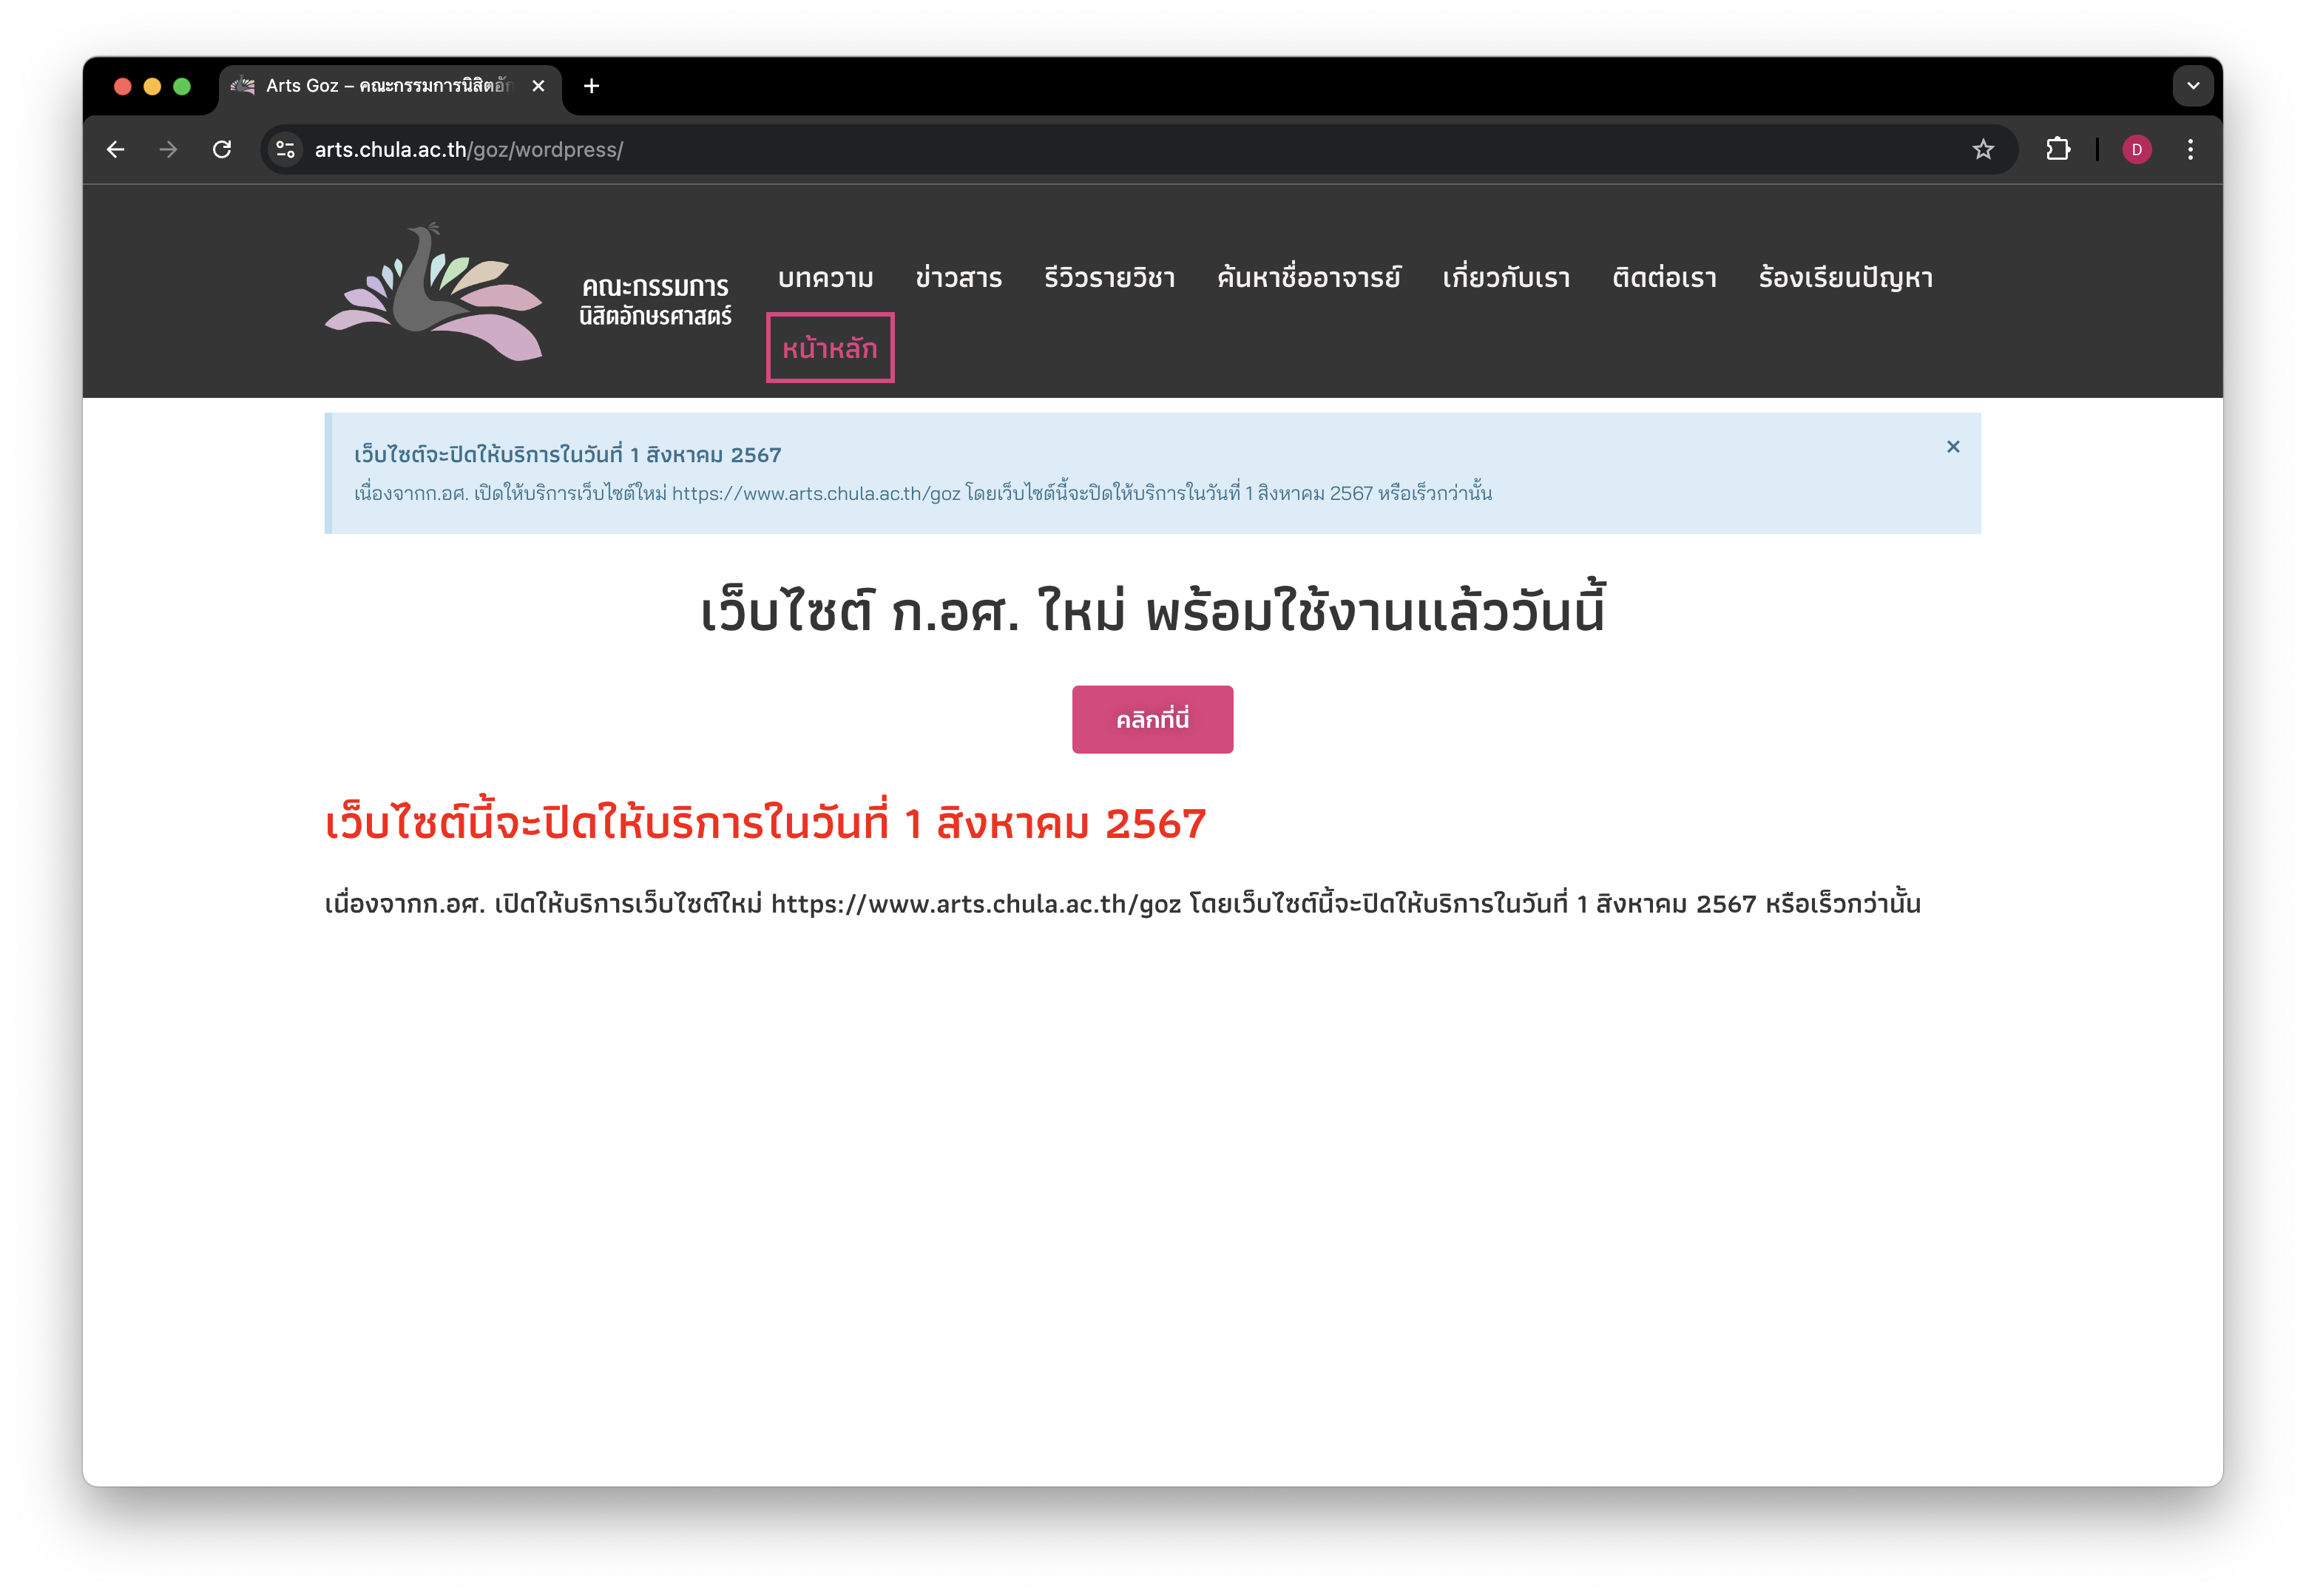 Arts Goz – คณะกรรมการนิสิตอัก
arts.chula.ac.th/goz/wordpress/
D
คณะกรรมการ
นิสิตอักษรศาสตร์
บทความ ข่าวสาร รีวิวรายวิชา ค้นหาชื่ออาจารย์ เกี่ยวกับเรา ติดต่อเรา ร้องเรียนปัญหา
หน้าหลัก
เว็บไซต์จะปิดให้บริการในวันที่ 1 สิงหาคม 2567
เนื่องจากก.อศ. เปิดให้บริการเว็บไซต์ใหม่ https://www.arts.chula.ac.th/goz โดยเว็บไซต์นี้จะปิดให้บริการในวันที่ 1 สิงหาคม 2567 หรือเร็วกว่านั้น
เว็บไซต์ ก.อศ. ใหม่ พร้อมใช้งานแล้ววันนี้
คลิกที่นี่
เว็บไซต์นี้จะปิดให้บริการในวันที่ 1 สิงหาคม 2567
เนื่องจากก.อศ. เปิดให้บริการเว็บไซต์ใหม่ https://www.arts.chula.ac.th/goz โดยเว็บไซต์นี้จะปิดให้บริการในวันที่ 1 สิงหาคม 2567 หรือเร็วกว่านั้น